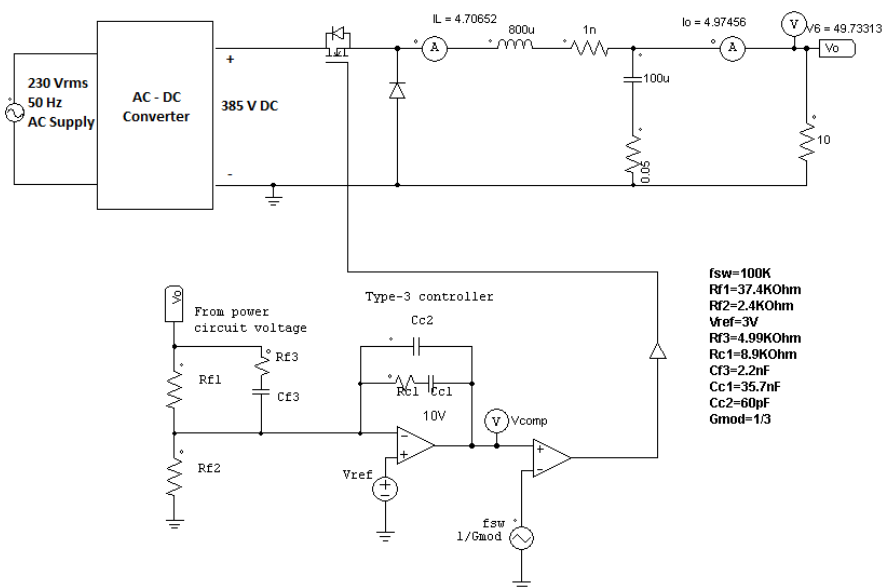 IL = 4.70652
800u
1n
Io = 4.97456
V
V6 = 49.73313
A
A
Vo
+
230 Vrms
50 Hz
AC Supply
AC - DC
Converter
385 V DC
100u
10
-
0.05
fsw=100K
Rf1=37.4KOhm
Rf2=2.4KOhm
Vref=3V
Rf3=4.99KOhm
Rc1=8.9KOhm
Cf3=2.2nF
Cc1=35.7nF
Cc2=60pF
Gmod=1/3
Vo
From power
circuit voltage
Type-3 controller
Cc2
Rf3
Rf1
Cf3
Rc1
Cc1
10V
V
Vcomp
Rf2
Vref
fsw
1/Gmod